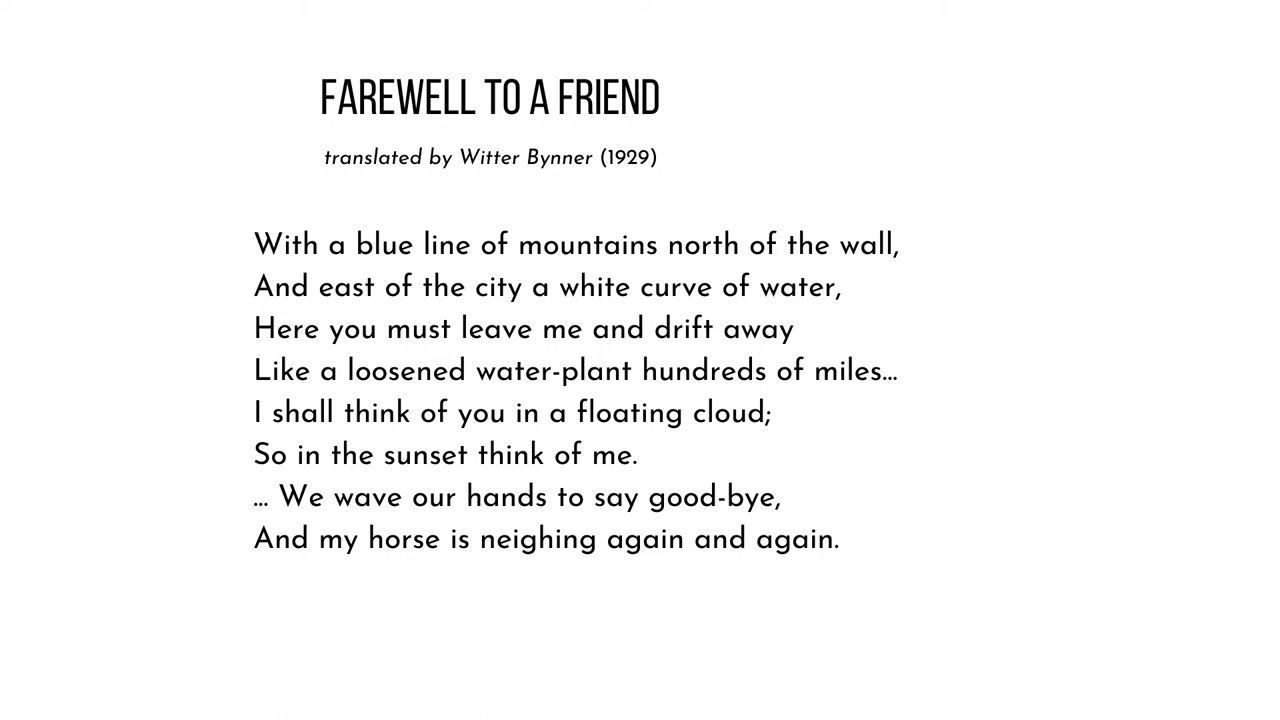 FAREWELL TO A FRIEND
translated by Witter Bynner (1929)
With a blue line of mountains north of the wall,
And east of the city a white curve of water,
Here you must leave me and drift away
Like a loosened water-plant hundreds of miles...
I shall think of you in a floating cloud;
So in the sunset think of me.
... We wave our hands to say good-bye,
And my horse is neighing again and again.